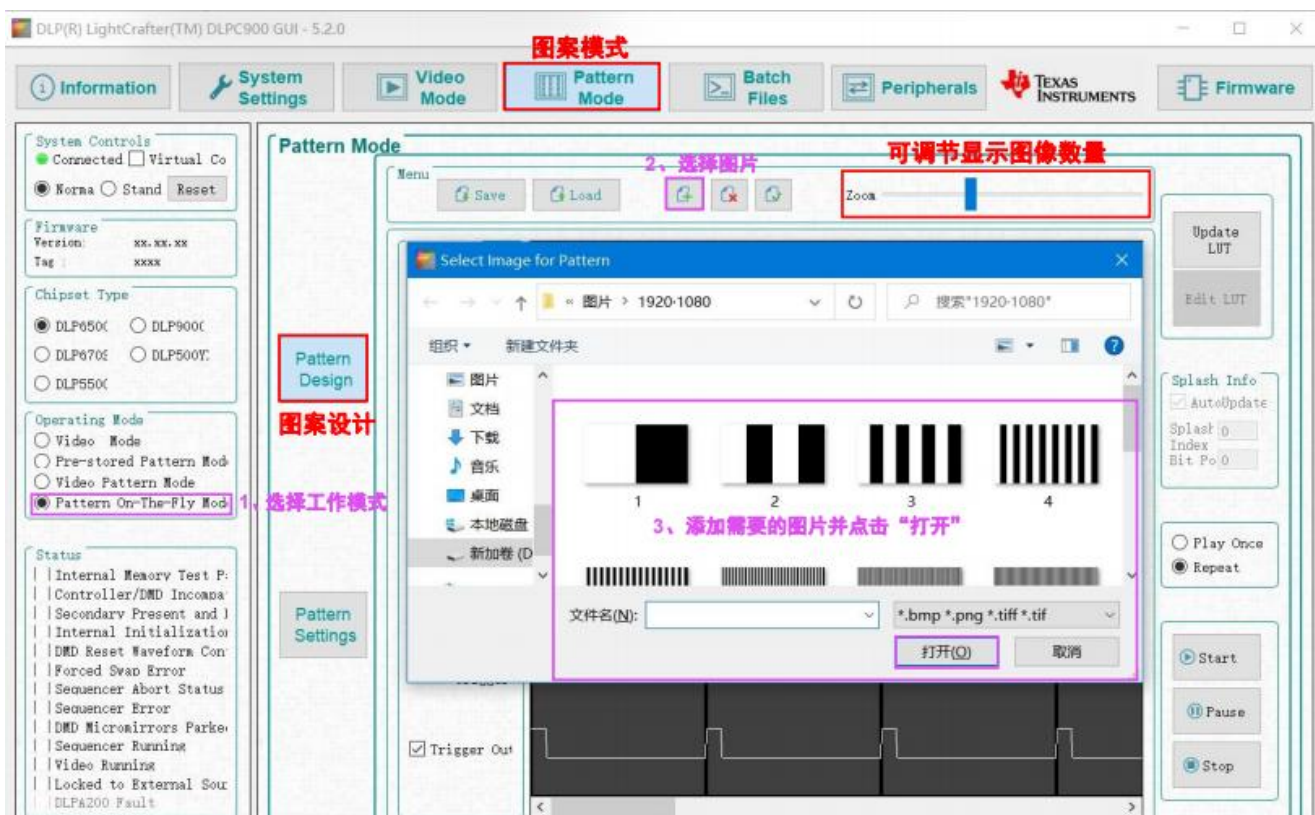 DLP(R) LightCrafter(TM) DLPC900 GUI - 5.2.0
图案模式
Information
System Settings
Video Mode
Pattern Mode
Batch Files
Peripherals
TEXAS INSTRUMENTS
Firmware
System Controls
Connected
Virtual Co
Norma
Stand
Reset
Firmware
Version: xx.xx.xx
Tag : xxxx
Chipset Type
DLP650(
DLP900(
DLP670S
DLP500Y:
DLP550(
Operating Mode
Video Mode
Pre-stored Pattern Mod
Video Pattern Mode
Pattern On-The-Fly Mod
1、选择工作模式
Status
Internal Memory Test P:
Controller/DMD Incompa
Secondary Present and I
Internal Initialization
DMD Reset Waveform Con
Forced Swap Error
Sequencer Abort Status
Sequencer Error
DMD Micromirrors Parke
Sequencer Running
Video Running
Locked to External Sour
DLPA200 Fault
Pattern Mode
Pattern Design
图案设计
Pattern Settings
Menu
2、选择图片
Save
Load
可调节显示图像数量
Zoom
Select Image for Pattern
« 图片 › 1920·1080
搜索"1920-1080"
组织
新建文件夹
图片
文档
下载
音乐
桌面
本地磁盘
新加卷 (D
1
2
3
4
3、添加需要的图片并点击“打开”
文件名(N):
*.bmp *.png *.tiff *.tif
打开(O)
取消
Trigger Out
Update LUT
Edit LUT
Splash Info
AutoUpdate
Splash Index
0
Bit Po 0
Play Once
Repeat
Start
Pause
Stop